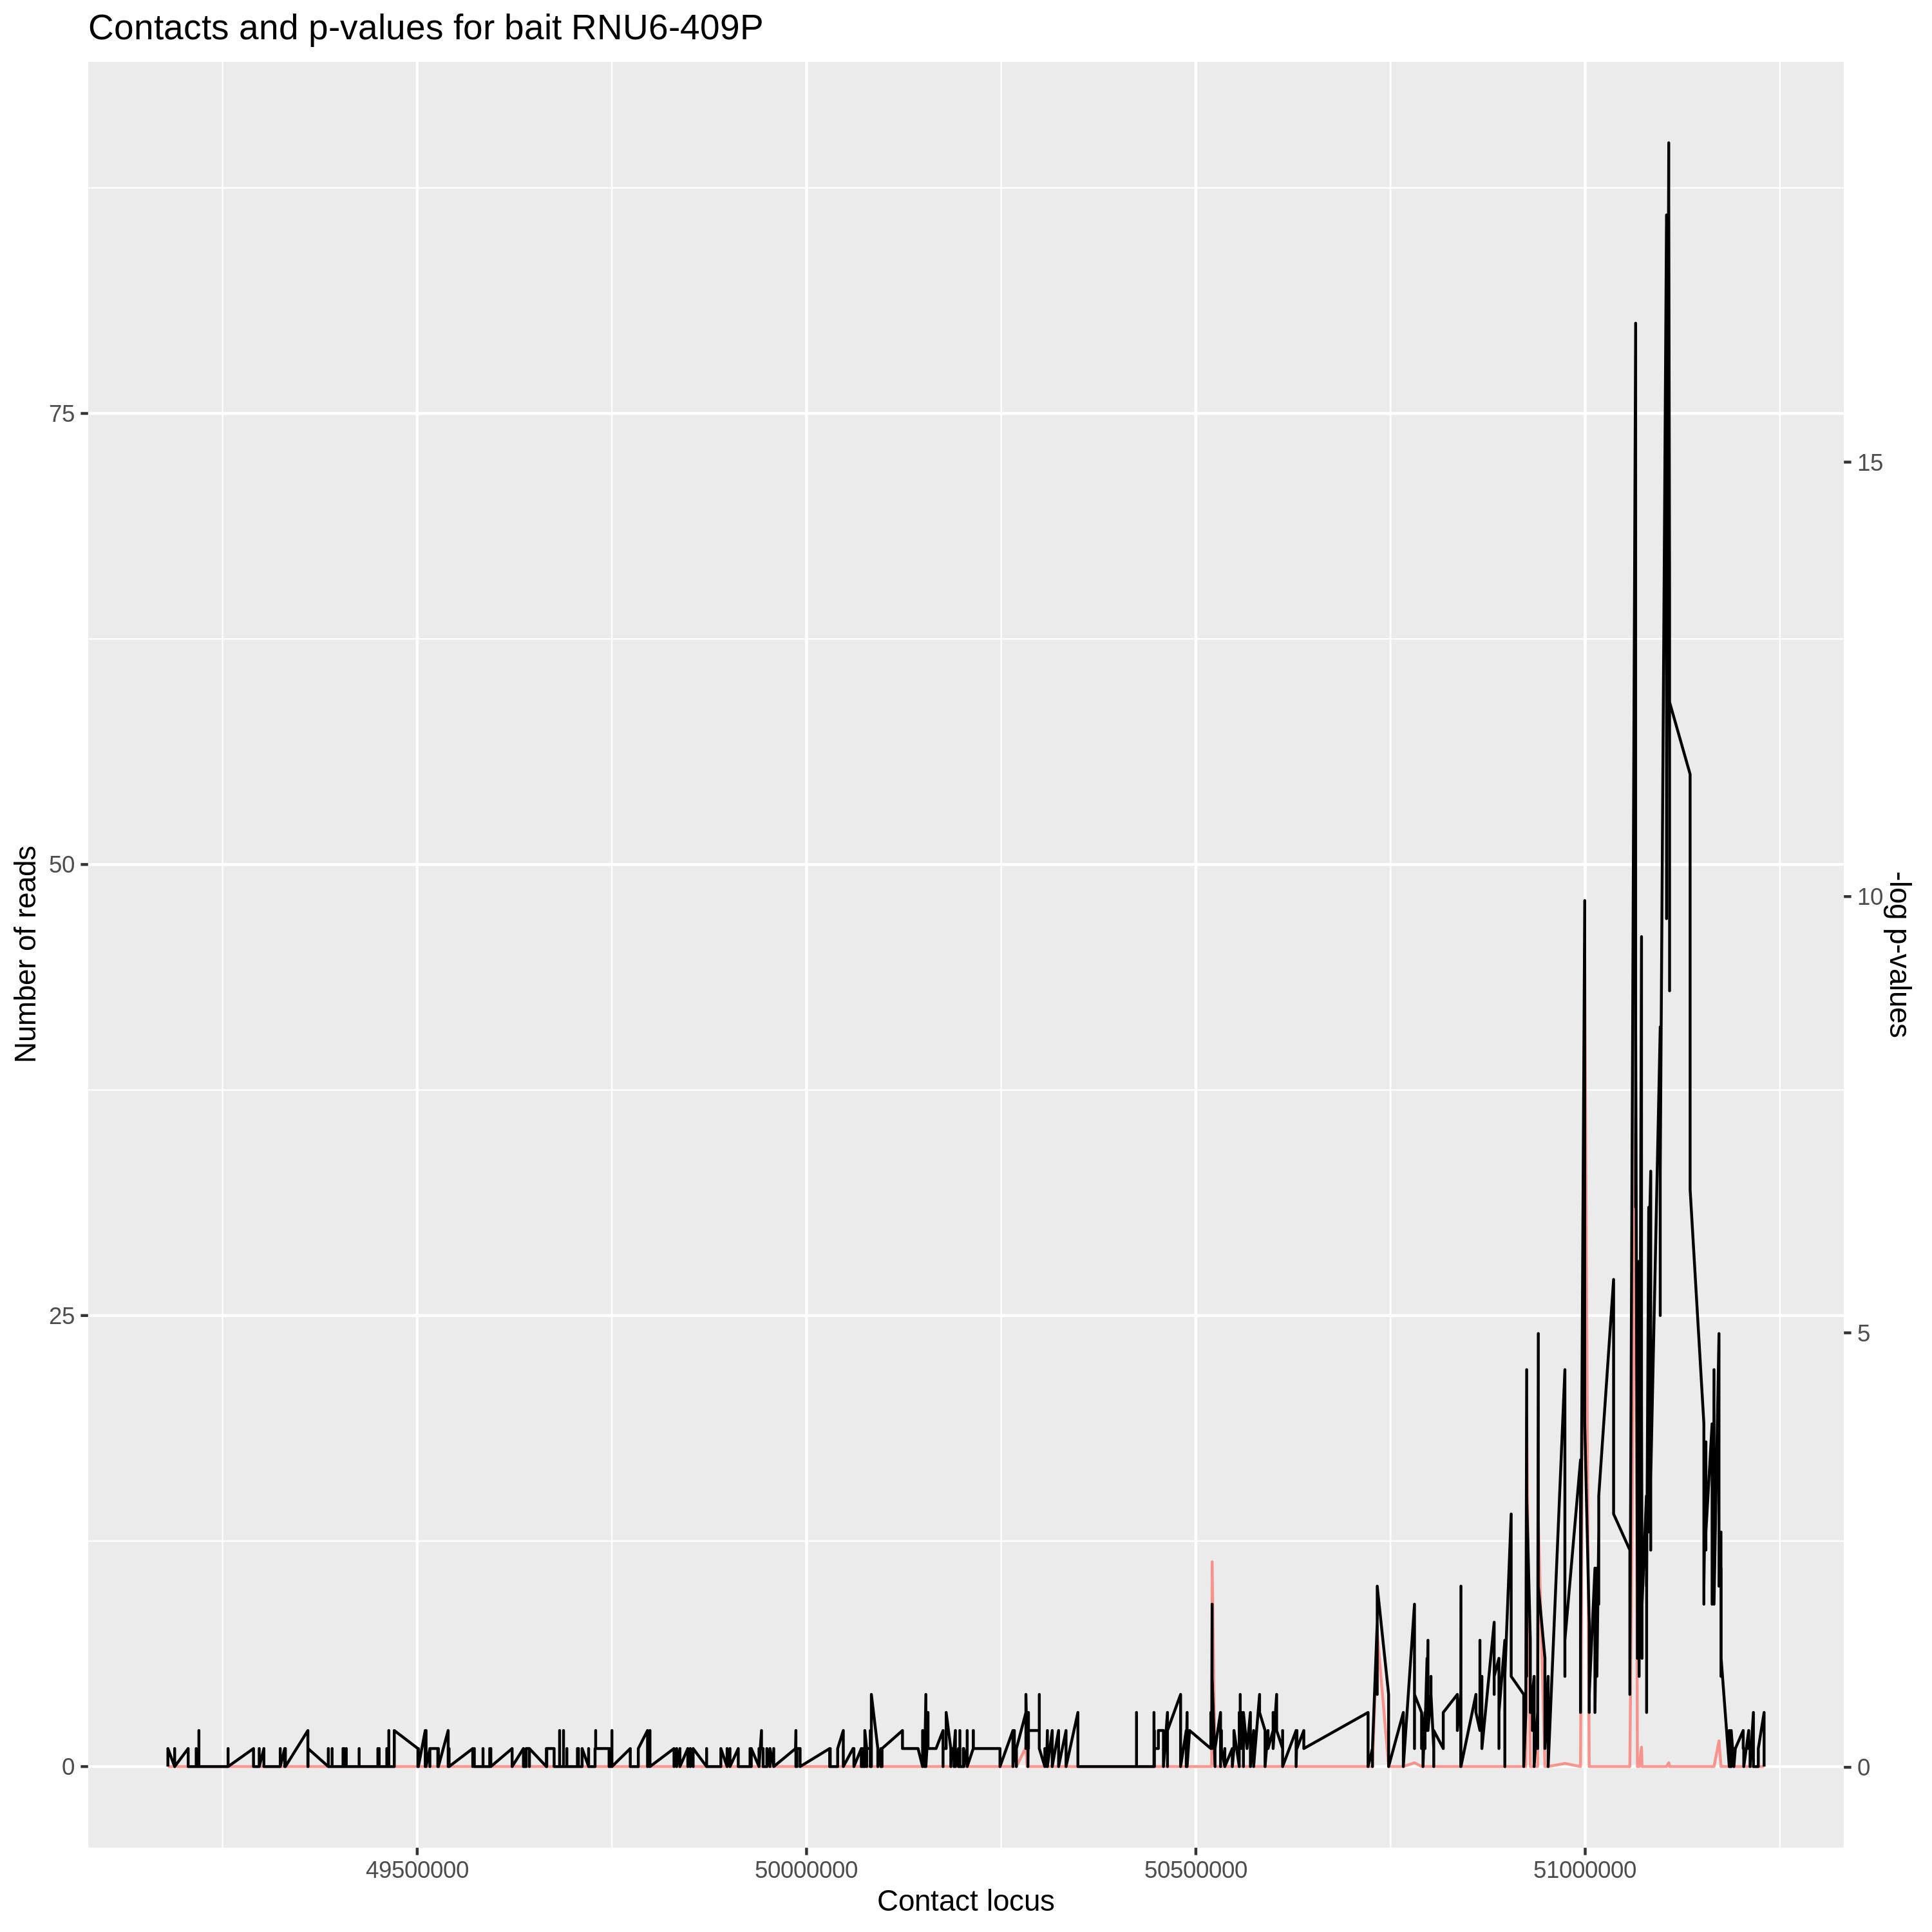 Contacts and p-values for bait RNU6-409P
75
50
25
0
Number of reads
15
10
5
0
-log p-values
49500000 50000000 50500000 51000000
Contact locus